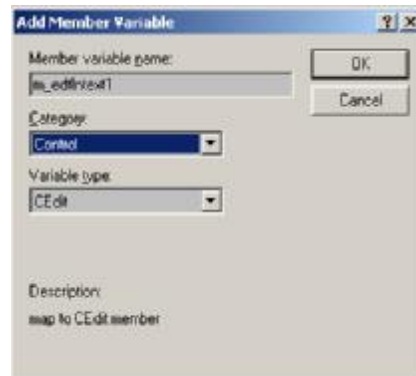 Add Member Variable
Member variable name:
OK
Cancel
Category:
Control
Variable type:
CEdit
Description:
map to CEdit member